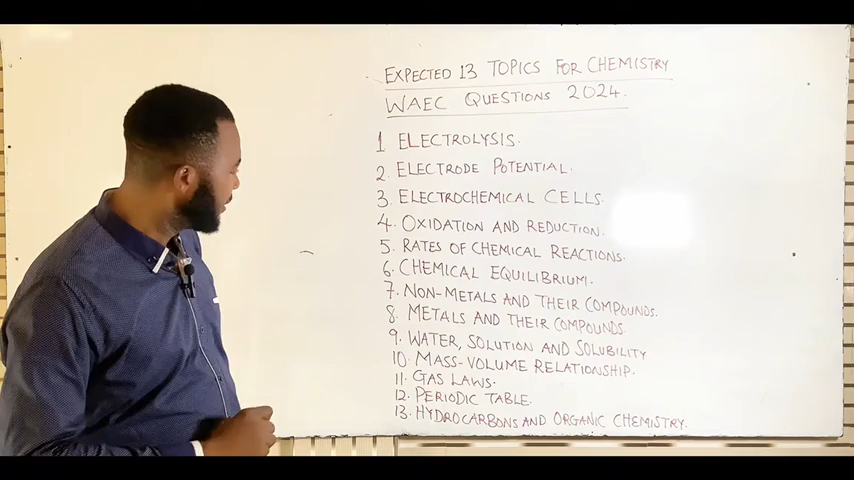 EXPECTED 13 TOPICS FOR CHEMISTRY
WAEC QUESTIONS 2024.
1 ELECTROLYSIS.
2. ELECTRODE POTENTIAL.
3. ELECTROCHEMICAL CELLS.
4. OXIDATION AND REDUCTION.
5. RATES OF CHEMICAL REACTIONS.
6. CHEMICAL EQUILIBRIUM.
7. NON-METALS AND THEIR COMPOUNDS.
8. METALS AND THEIR COMPOUNDS
9. WATER, SOLUTION AND SOLUBILITY
10. MASS-VOLUME RELATIONSHIP.
11. GAS LAWS.
12. PERIODIC TABLE.
13. HYDROCARBONS AND ORGANIC CHEMISTRY.